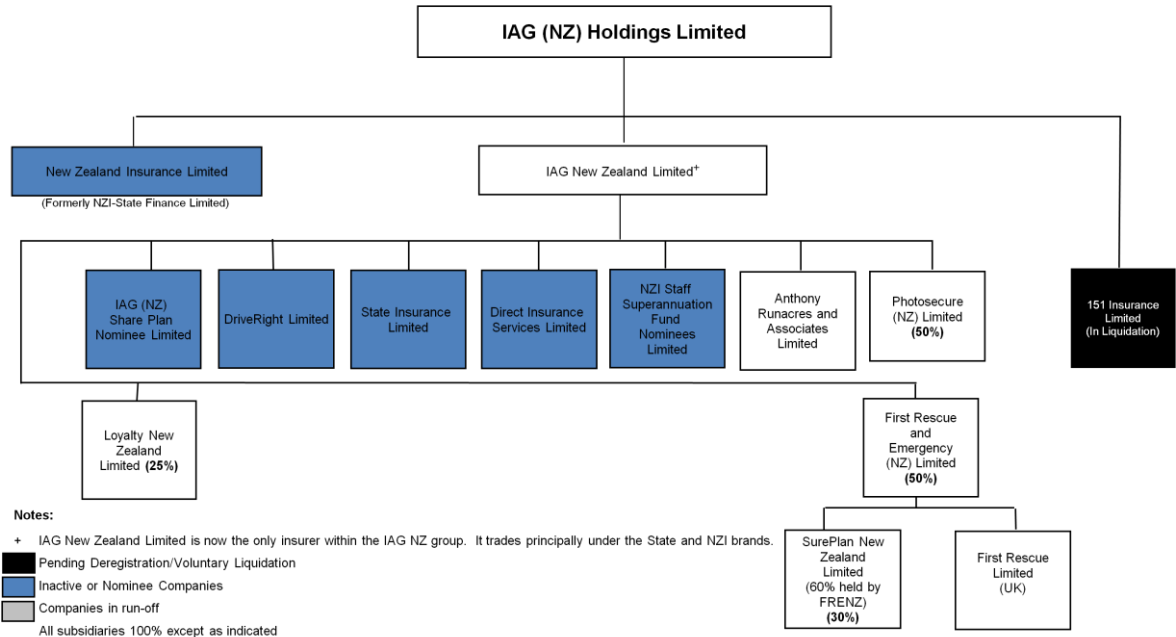 IAG (NZ) Holdings Limited
New Zealand Insurance Limited
(Formerly NZI-State Finance Limited)
IAG New Zealand Limited+
IAG (NZ)
Share Plan
Nominee Limited
DriveRight Limited
State Insurance
Limited
Direct Insurance
Services Limited
NZI Staff
Superannuation
Fund
Nominees
Limited
Anthony
Runacres and
Associates
Limited
Photosecure
(NZ) Limited
(50%)
151 Insurance
Limited
(In Liquidation)
Loyalty New
Zealand
Limited (25%)
First Rescue
and
Emergency
(NZ) Limited
(50%)
SurePlan New
Zealand
Limited
(60% held by
FRENZ)
(30%)
First Rescue
Limited
(UK)
Notes:
+ IAG New Zealand Limited is now the only insurer within the IAG NZ group. It trades principally under the State and NZI brands.
Pending Deregistration/Voluntary Liquidation
Inactive or Nominee Companies
Companies in run-off
All subsidiaries 100% except as indicated